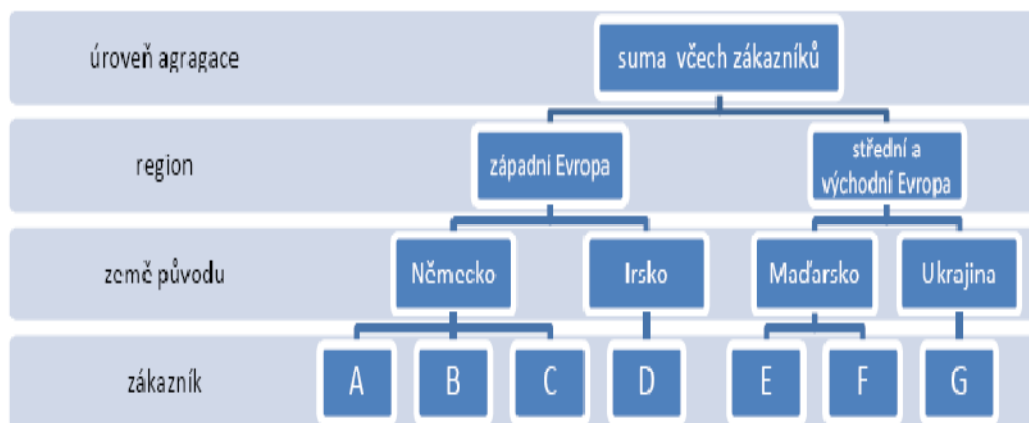 úroveň agragace
suma včech zákazníků
region
západní Evropa
střední a
východní Evropa
země původu
Německo
Irsko
Maďarsko
Ukrajina
zákazník
A
B
C
D
E
F
G